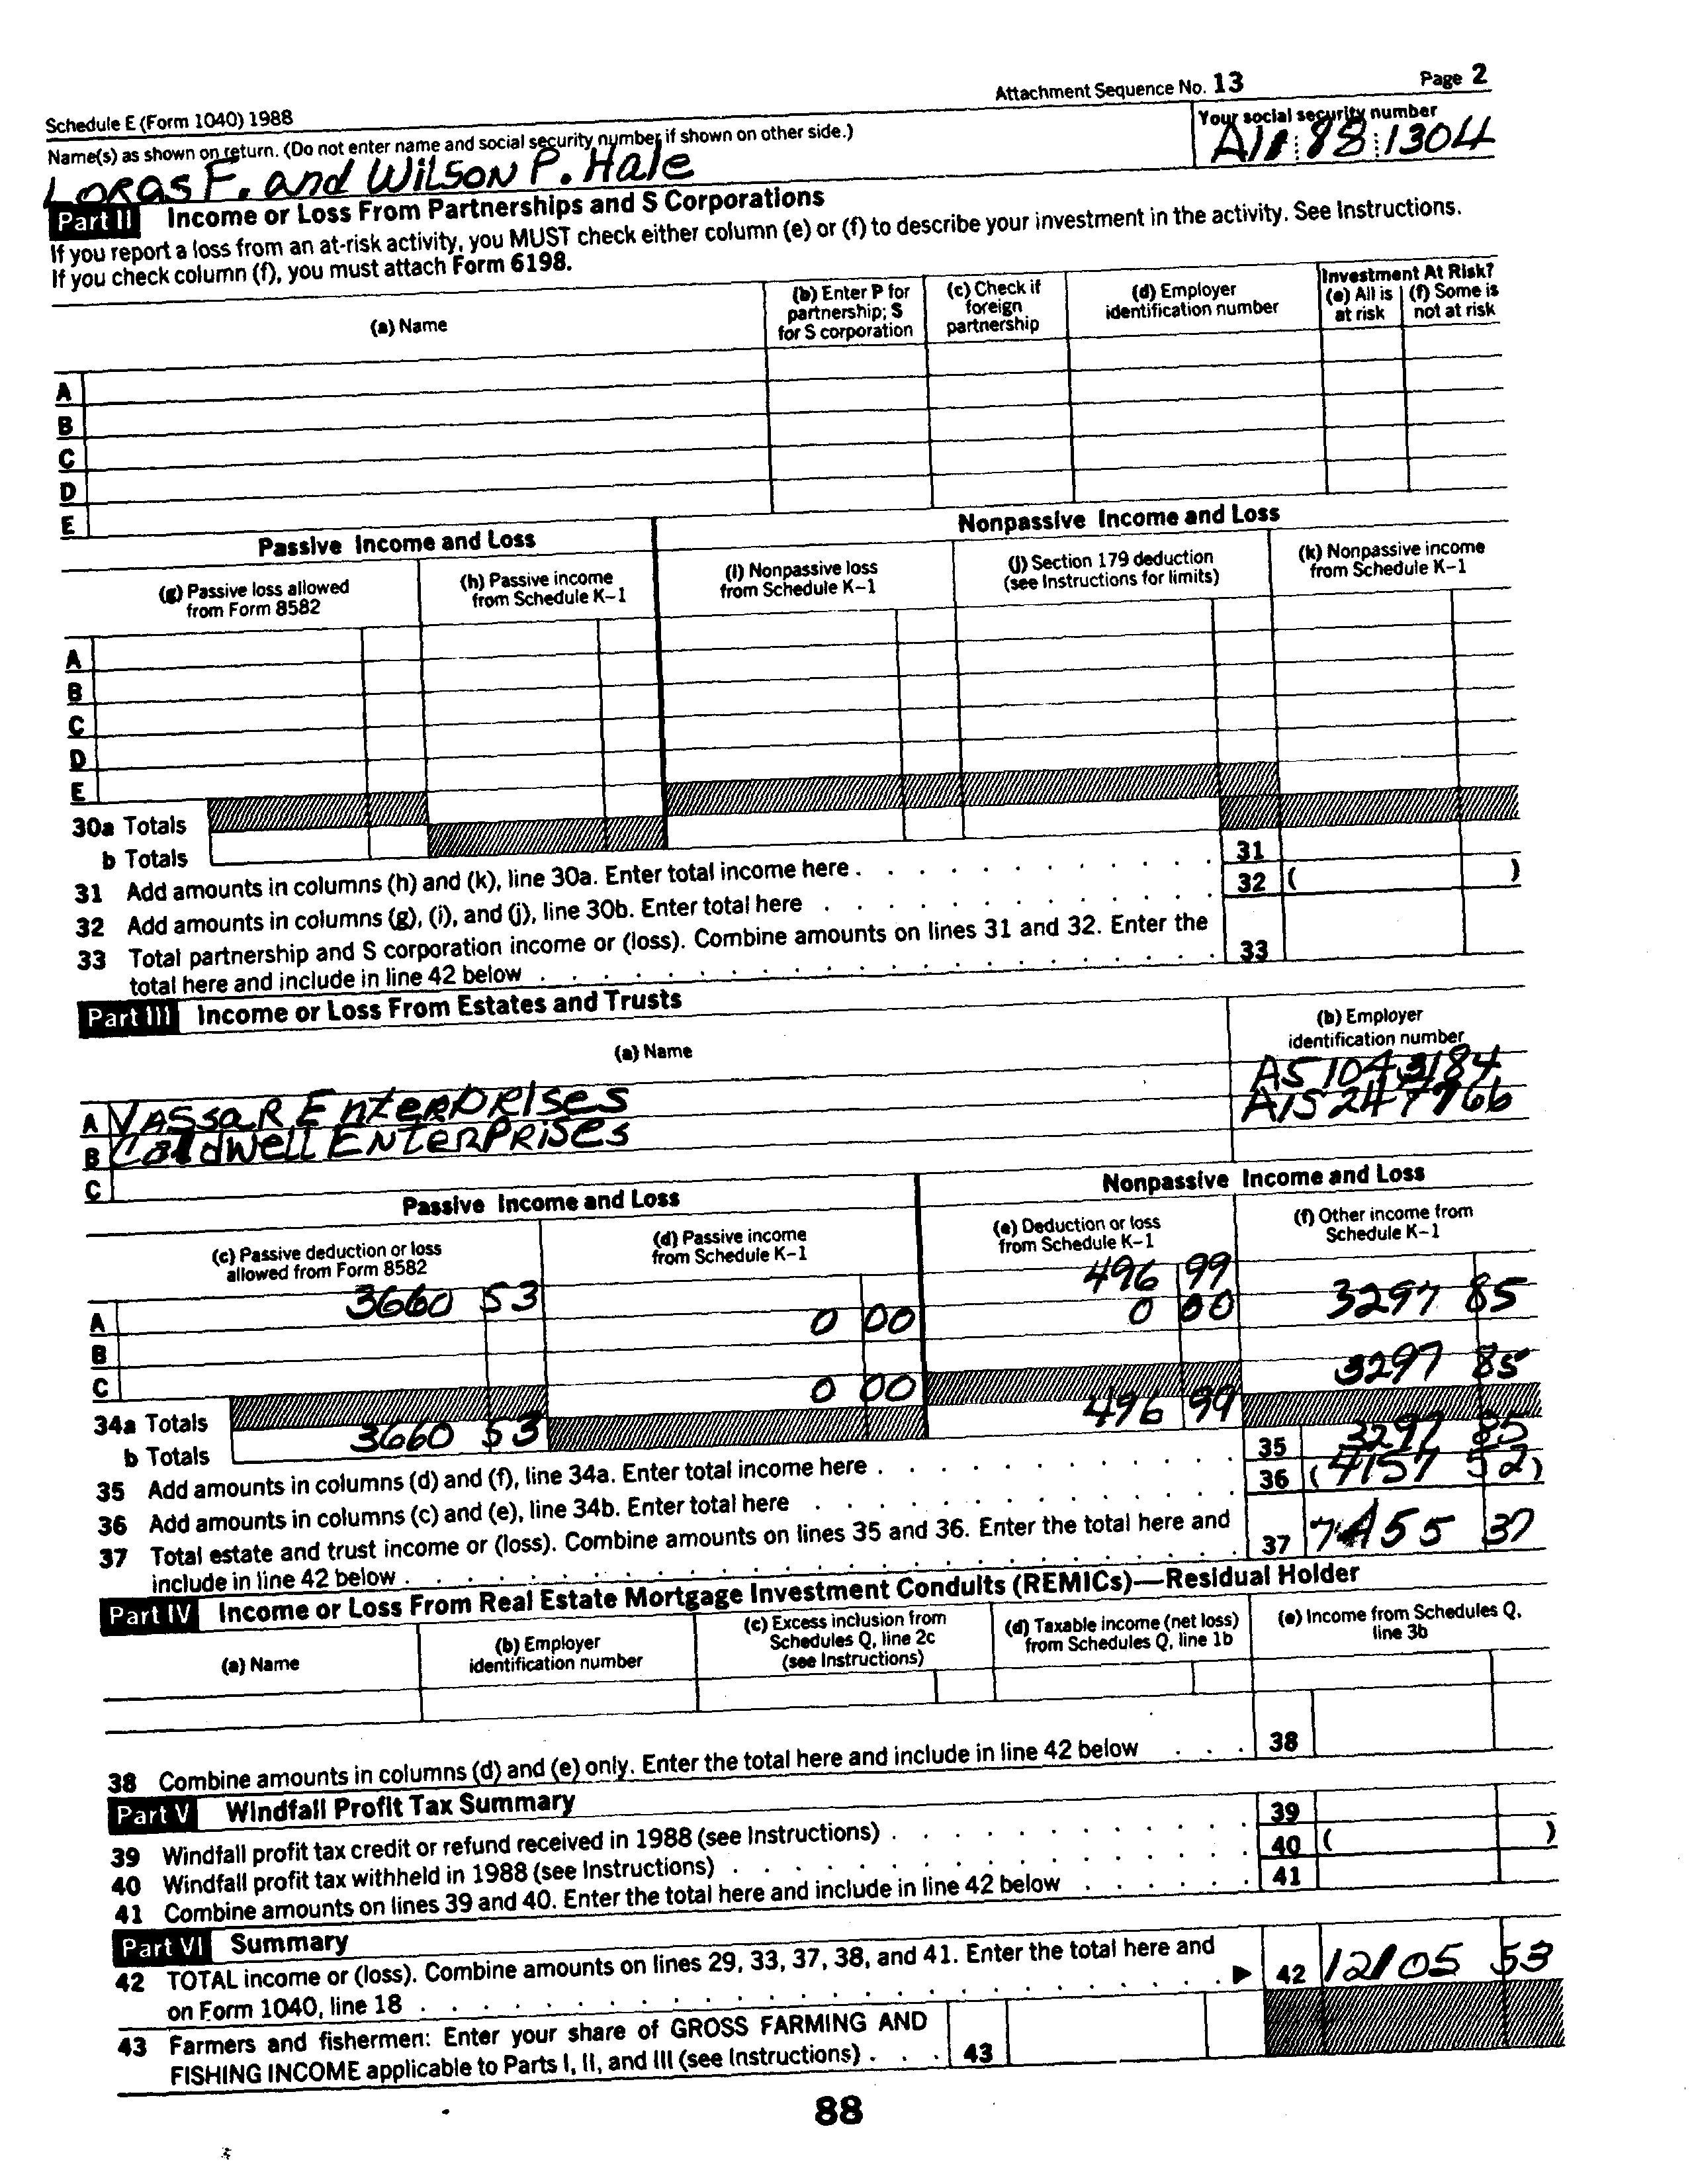 Schedule E (Form 1040) 1988
Attachment Sequence No. 13
Page 2
Name(s) as shown on return. (Do not enter name and social security number if shown on other side.)
Your social security number
Loras F. and Wilson P. Hale
88 1304
Part II Income or Loss From Partnerships and S Corporations
If you report a loss from an at-risk activity, you MUST check either column (e) or (f) to describe your investment in the activity. See Instructions.
If you check column (f), you must attach Form 6198.
(a) Name
(b) Enter P for partnership; S for S corporation
(c) Check if foreign partnership
(d) Employer identification number
Investment At Risk?
(e) All is at risk
(f) Some is not at risk
A
B
C
D
E
Passive Income and Loss
Nonpassive Income and Loss
(g) Passive loss allowed from Form 8582
(h) Passive income from Schedule K-1
(i) Nonpassive loss from Schedule K-1
(j) Section 179 deduction (see Instructions for limits)
(k) Nonpassive income from Schedule K-1
A
B
C
D
E
30a Totals
b Totals
31 Add amounts in columns (h) and (k), line 30a. Enter total income here . 31
32 Add amounts in columns (g), (i), and (j), line 30b. Enter total here . 32 ( )
33 Total partnership and S corporation income or (loss). Combine amounts on lines 31 and 32. Enter the
total here and include in line 42 below . 33
Part III Income or Loss From Estates and Trusts
(a) Name
(b) Employer identification number
A Vassar Enterprises AS1043184
B Caldwell Enterprises
C
Passive Income and Loss
Nonpassive Income and Loss
(c) Passive deduction or loss allowed from Form 8582
(d) Passive income from Schedule K-1
(e) Deduction or loss from Schedule K-1
(f) Other income from Schedule K-1
A 3660 53 0 00 496 99 3297 85
B 0 00
C
34a Totals 0 00 3297 85
b Totals 3660 53 496 99
35 Add amounts in columns (d) and (f), line 34a. Enter total income here . 35 3297 85
36 Add amounts in columns (c) and (e), line 34b. Enter total here . 36 (4157 52)
37 Total estate and trust income or (loss). Combine amounts on lines 35 and 36. Enter the total here and
include in line 42 below . 37 37
Part IV Income or Loss From Real Estate Mortgage Investment Conduits (REMICs)—Residual Holder
(a) Name
(b) Employer identification number
(c) Excess inclusion from Schedules Q, line 2c (see Instructions)
(d) Taxable income (net loss) from Schedules Q, line 1b
(e) Income from Schedules Q, line 3b
38 Combine amounts in columns (d) and (e) only. Enter the total here and include in line 42 below . 38
Part V Windfall Profit Tax Summary
39 Windfall profit tax credit or refund received in 1988 (see Instructions) . 39
40 Windfall profit tax withheld in 1988 (see Instructions) . 40 ( )
41 Combine amounts on lines 39 and 40. Enter the total here and include in line 42 below . 41
Part VI Summary
42 TOTAL income or (loss). Combine amounts on lines 29, 33, 37, 38, and 41. Enter the total here and
on Form 1040, line 18 . ▶ 42 12105 53
43 Farmers and fishermen: Enter your share of GROSS FARMING AND
FISHING INCOME applicable to Parts I, II, and III (see Instructions) . 43
88